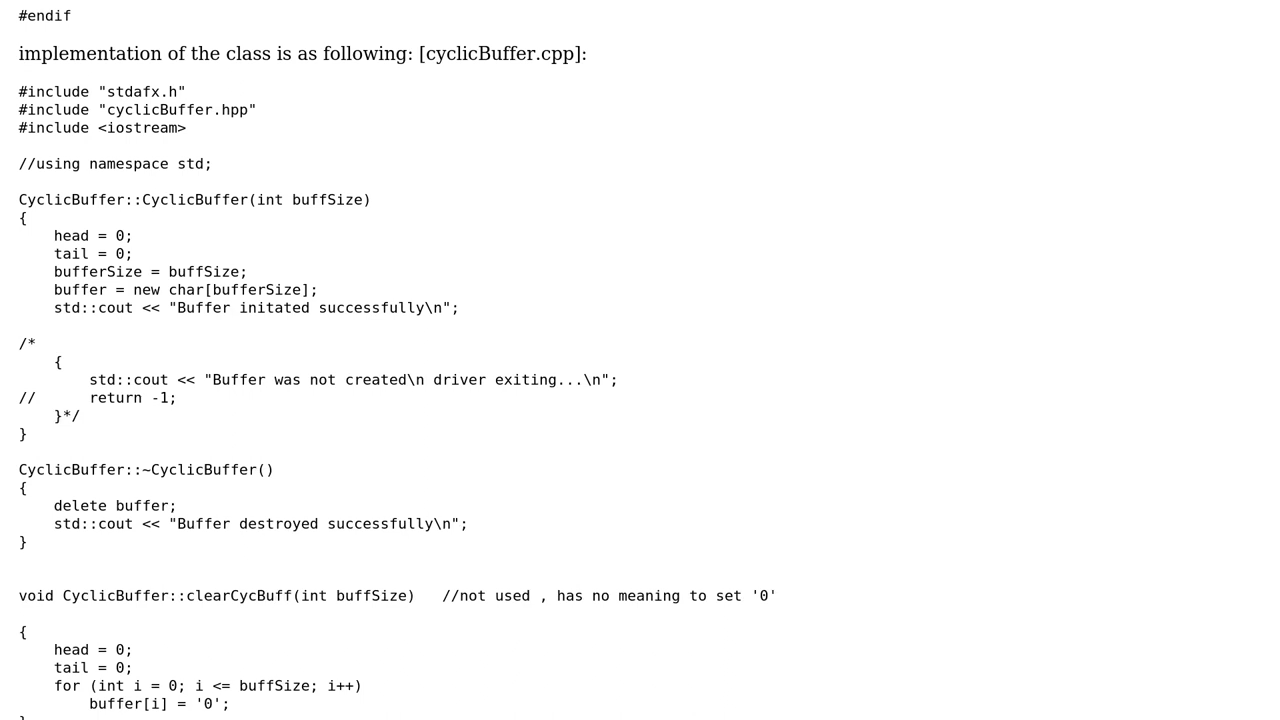 #endif
implementation of the class is as following: [cyclicBuffer.cpp]:
#include "stdafx.h"
#include "cyclicBuffer.hpp"
#include <iostream>
//using namespace std;
CyclicBuffer::CyclicBuffer(int buffSize)
{
    head = 0;
    tail = 0;
    bufferSize = buffSize;
    buffer = new char[bufferSize];
    std::cout << "Buffer initated successfully\n";
/*
    {
        std::cout << "Buffer was not created\n driver exiting...\n";
//      return -1;
    }*/
}
CyclicBuffer::~CyclicBuffer()
{
    delete buffer;
    std::cout << "Buffer destroyed successfully\n";
}
void CyclicBuffer::clearCycBuff(int buffSize)   //not used , has no meaning to set '0'
{
    head = 0;
    tail = 0;
    for (int i = 0; i <= buffSize; i++)
        buffer[i] = '0';
}